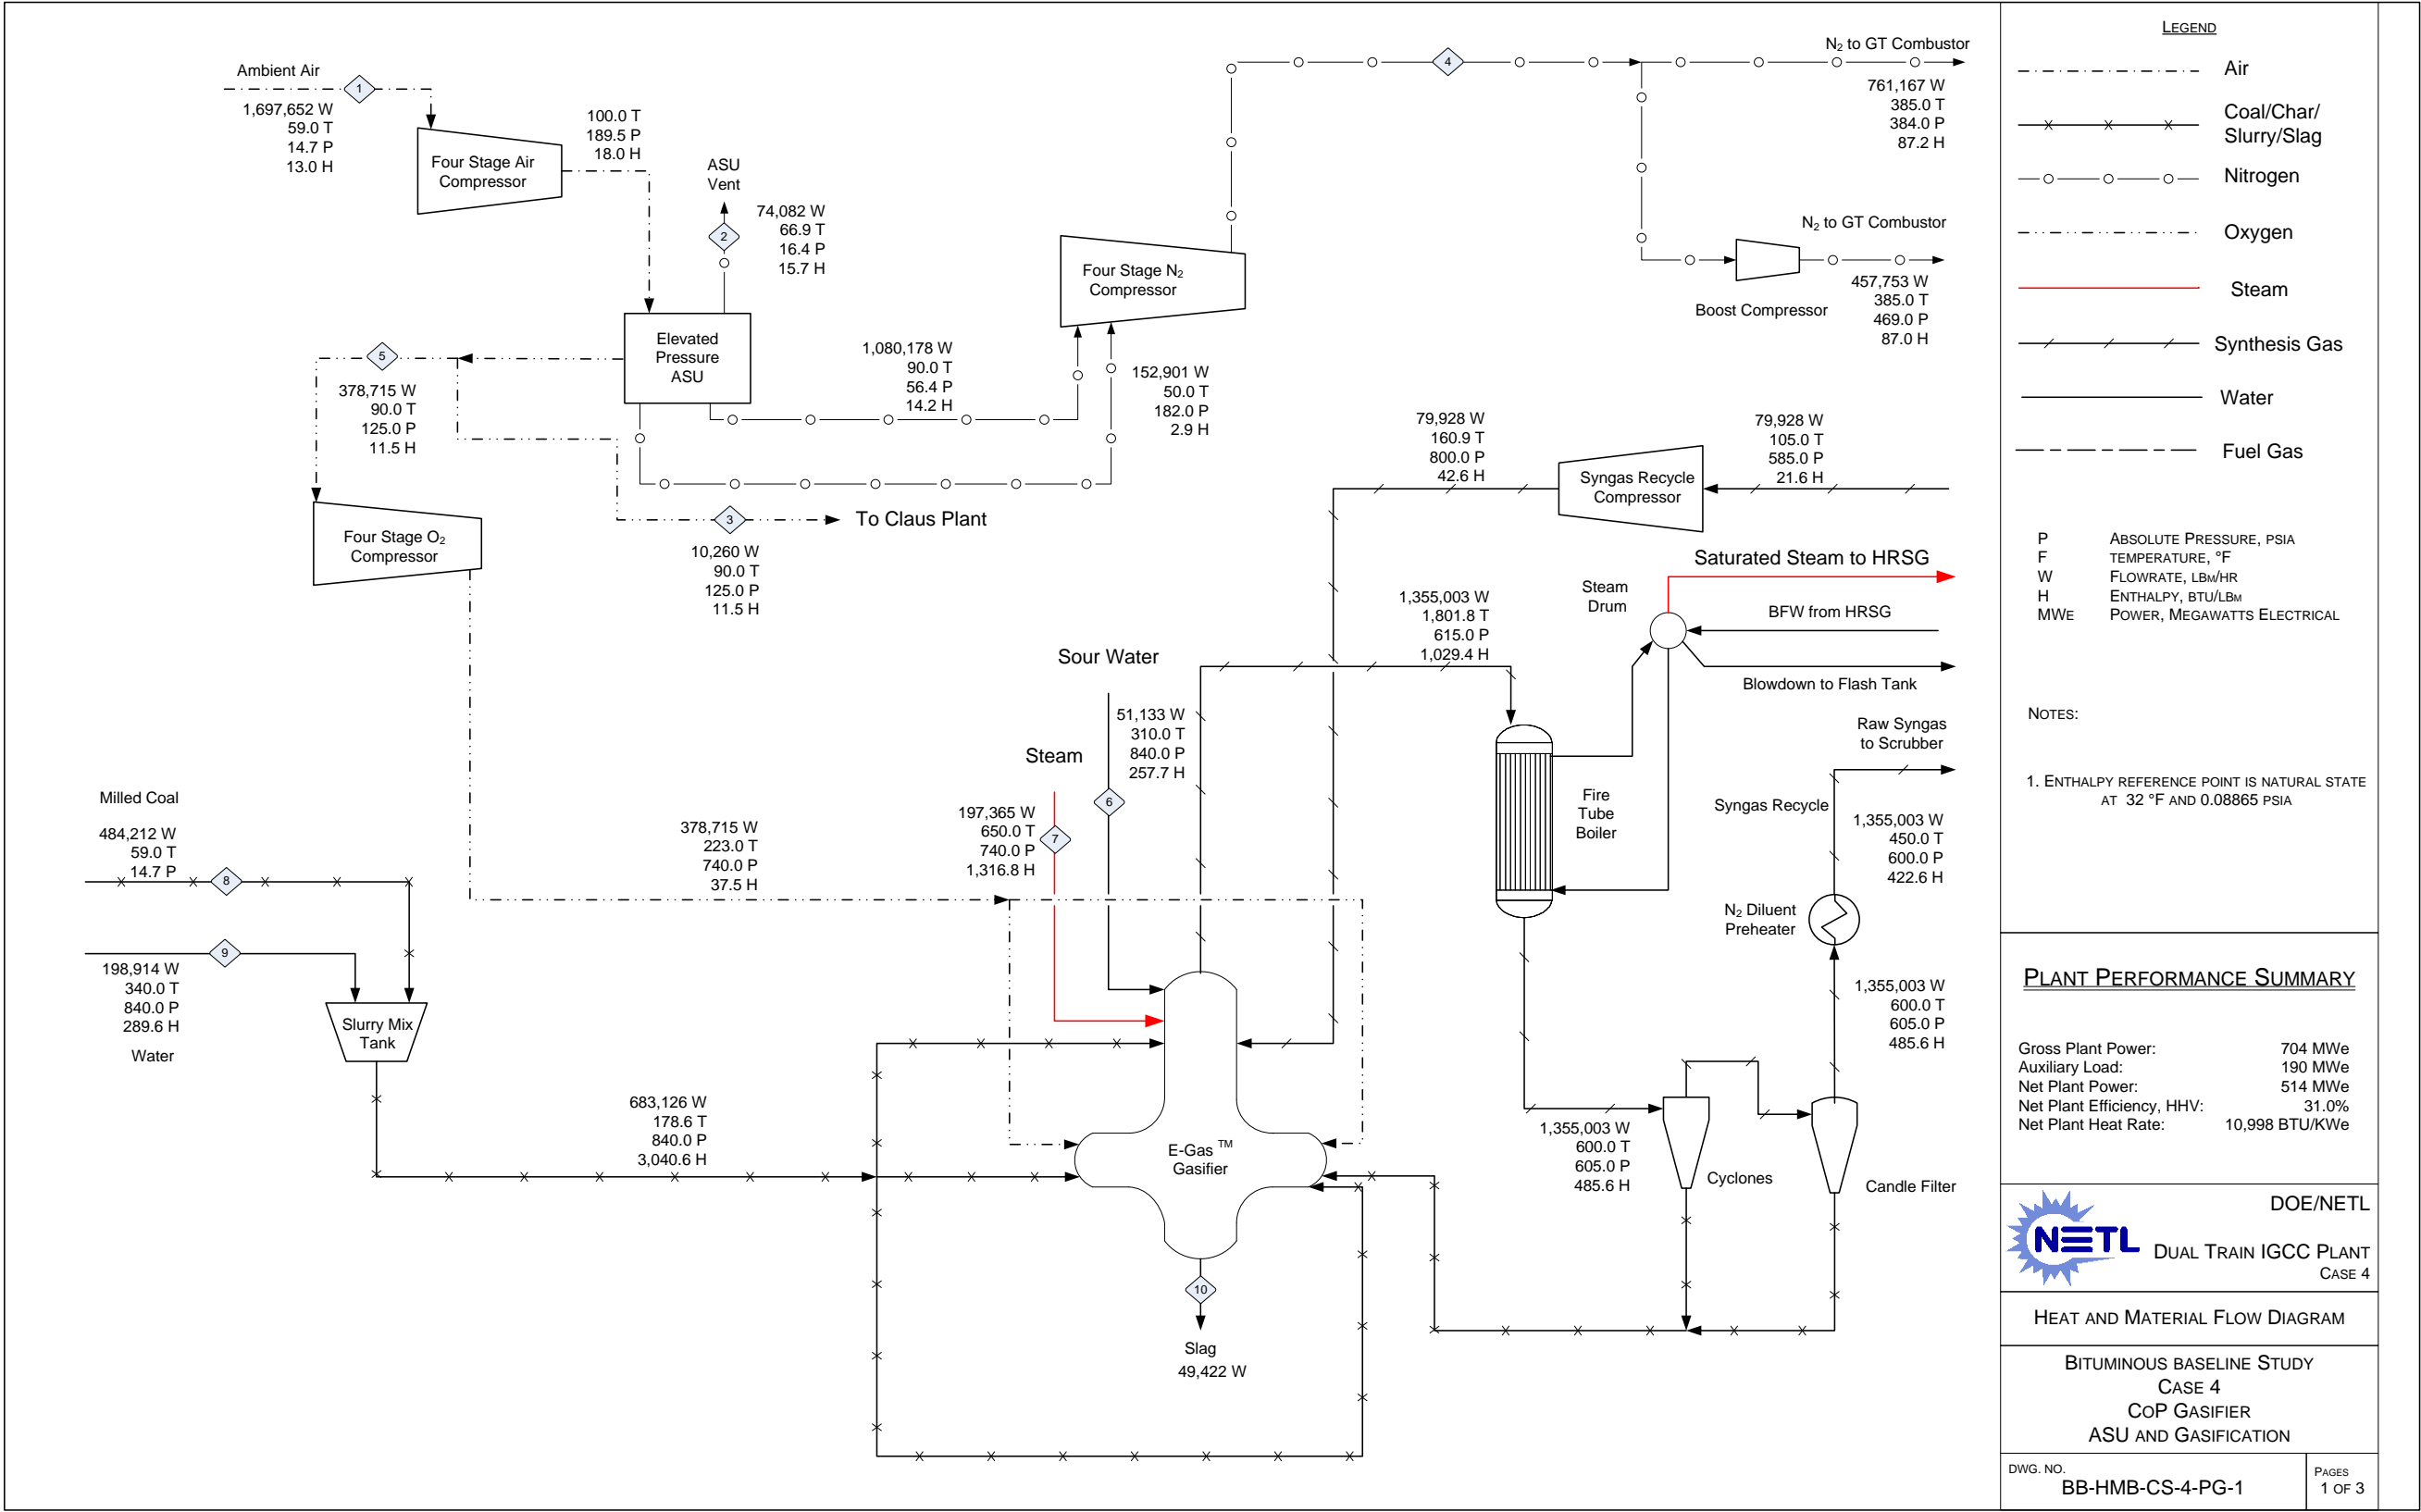 Ambient Air
1
1,697,652 W
59.0 T
14.7 P
13.0 H
Four Stage Air
Compressor
100.0 T
189.5 P
18.0 H
ASU
Vent
2
74,082 W
66.9 T
16.4 P
15.7 H
Elevated
Pressure
ASU
5
378,715 W
90.0 T
125.0 P
11.5 H
1,080,178 W
90.0 T
56.4 P
14.2 H
Four Stage N2
Compressor
152,901 W
50.0 T
182.0 P
2.9 H
4
N2 to GT Combustor
761,167 W
385.0 T
384.0 P
87.2 H
N2 to GT Combustor
457,753 W
385.0 T
469.0 P
87.0 H
Boost Compressor
Four Stage O2
Compressor
3
To Claus Plant
10,260 W
90.0 T
125.0 P
11.5 H
79,928 W
160.9 T
800.0 P
42.6 H
Syngas Recycle
Compressor
79,928 W
105.0 T
585.0 P
21.6 H
Saturated Steam to HRSG
Steam
Drum
BFW from HRSG
Blowdown to Flash Tank
1,355,003 W
1,801.8 T
615.0 P
1,029.4 H
Sour Water
51,133 W
310.0 T
840.0 P
257.7 H
6
Steam
197,365 W
650.0 T
740.0 P
1,316.8 H
7
Fire
Tube
Boiler
Raw Syngas
to Scrubber
Syngas Recycle
1,355,003 W
450.0 T
600.0 P
422.6 H
N2 Diluent
Preheater
1,355,003 W
600.0 T
605.0 P
485.6 H
Milled Coal
484,212 W
59.0 T
14.7 P
8
9
198,914 W
340.0 T
840.0 P
289.6 H
Water
Slurry Mix
Tank
378,715 W
223.0 T
740.0 P
37.5 H
683,126 W
178.6 T
840.0 P
3,040.6 H
E-Gas TM
Gasifier
10
Slag
49,422 W
1,355,003 W
600.0 T
605.0 P
485.6 H
Cyclones
Candle Filter
LEGEND
Air
Coal/Char/
Slurry/Slag
Nitrogen
Oxygen
Steam
Synthesis Gas
Water
Fuel Gas
P ABSOLUTE PRESSURE, PSIA
F TEMPERATURE, °F
W FLOWRATE, LBM/HR
H ENTHALPY, BTU/LBM
MWE POWER, MEGAWATTS ELECTRICAL
NOTES:
1. ENTHALPY REFERENCE POINT IS NATURAL STATE
AT 32 °F AND 0.08865 PSIA
PLANT PERFORMANCE SUMMARY
Gross Plant Power: 704 MWe
Auxiliary Load: 190 MWe
Net Plant Power: 514 MWe
Net Plant Efficiency, HHV: 31.0%
Net Plant Heat Rate: 10,998 BTU/KWe
NETL
DOE/NETL
DUAL TRAIN IGCC PLANT
CASE 4
HEAT AND MATERIAL FLOW DIAGRAM
BITUMINOUS BASELINE STUDY
CASE 4
COP GASIFIER
ASU AND GASIFICATION
DWG. NO.
BB-HMB-CS-4-PG-1
PAGES
1 OF 3